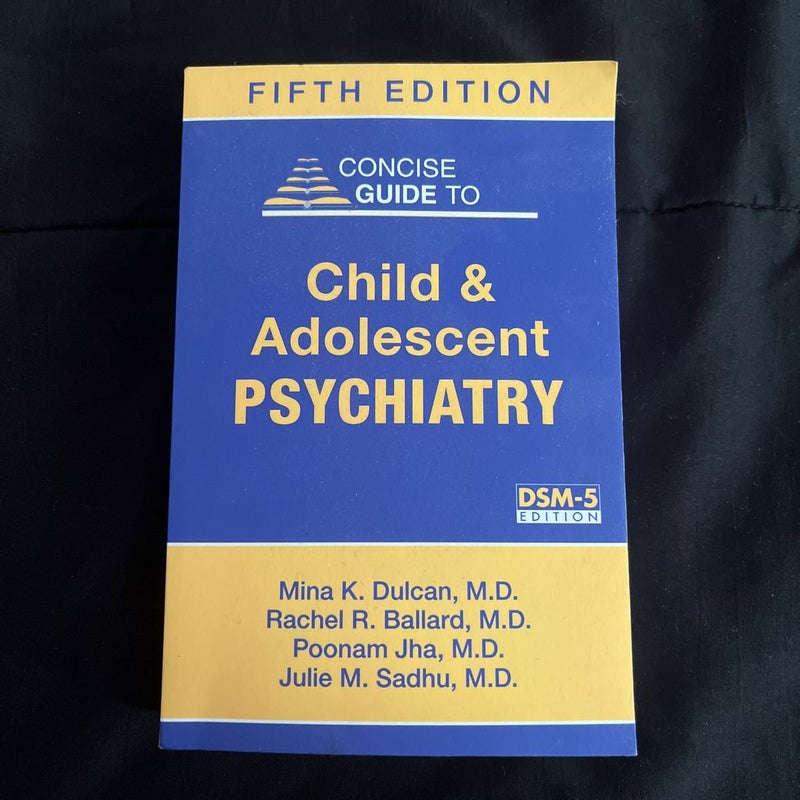 FIFTH EDITION
CONCISE
GUIDE TO
Child &
Adolescent
PSYCHIATRY
DSM-5
EDITION
Mina K. Dulcan, M.D.
Rachel R. Ballard, M.D.
Poonam Jha, M.D.
Julie M. Sadhu, M.D.